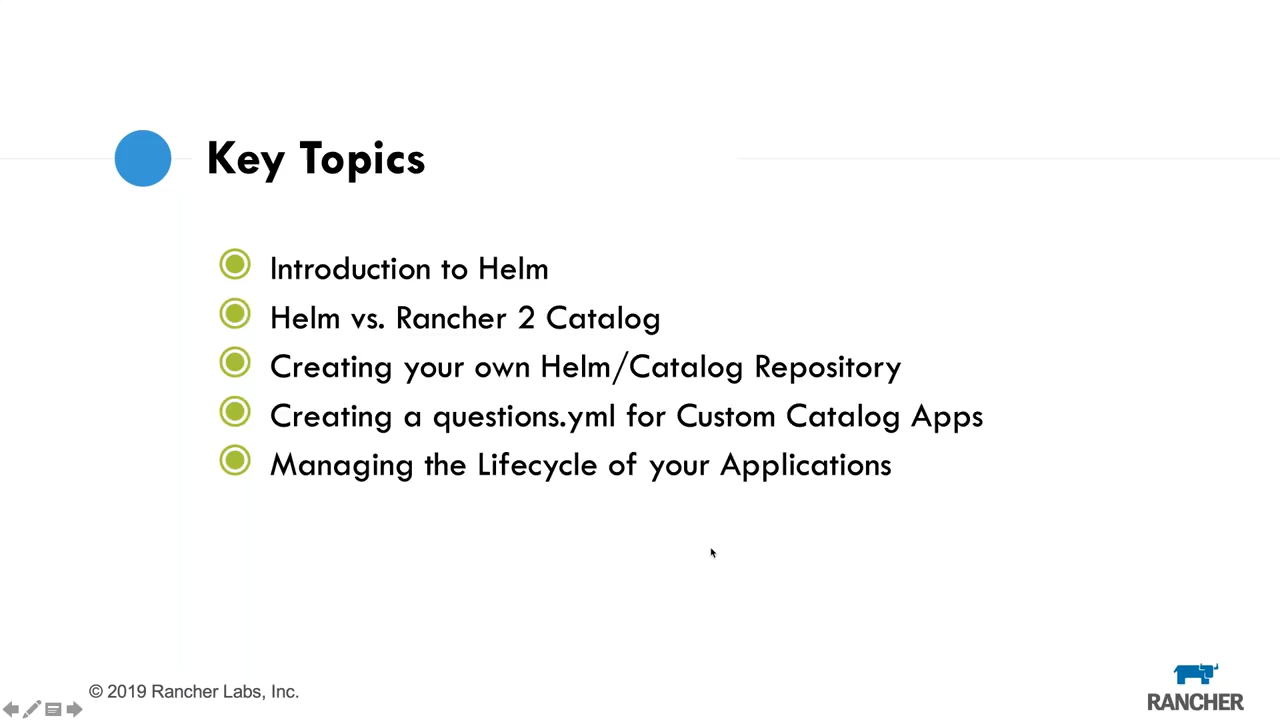 Key Topics
Introduction to Helm
Helm vs. Rancher 2 Catalog
Creating your own Helm/Catalog Repository
Creating a questions.yml for Custom Catalog Apps
Managing the Lifecycle of your Applications
© 2019 Rancher Labs, Inc.
RANCHER